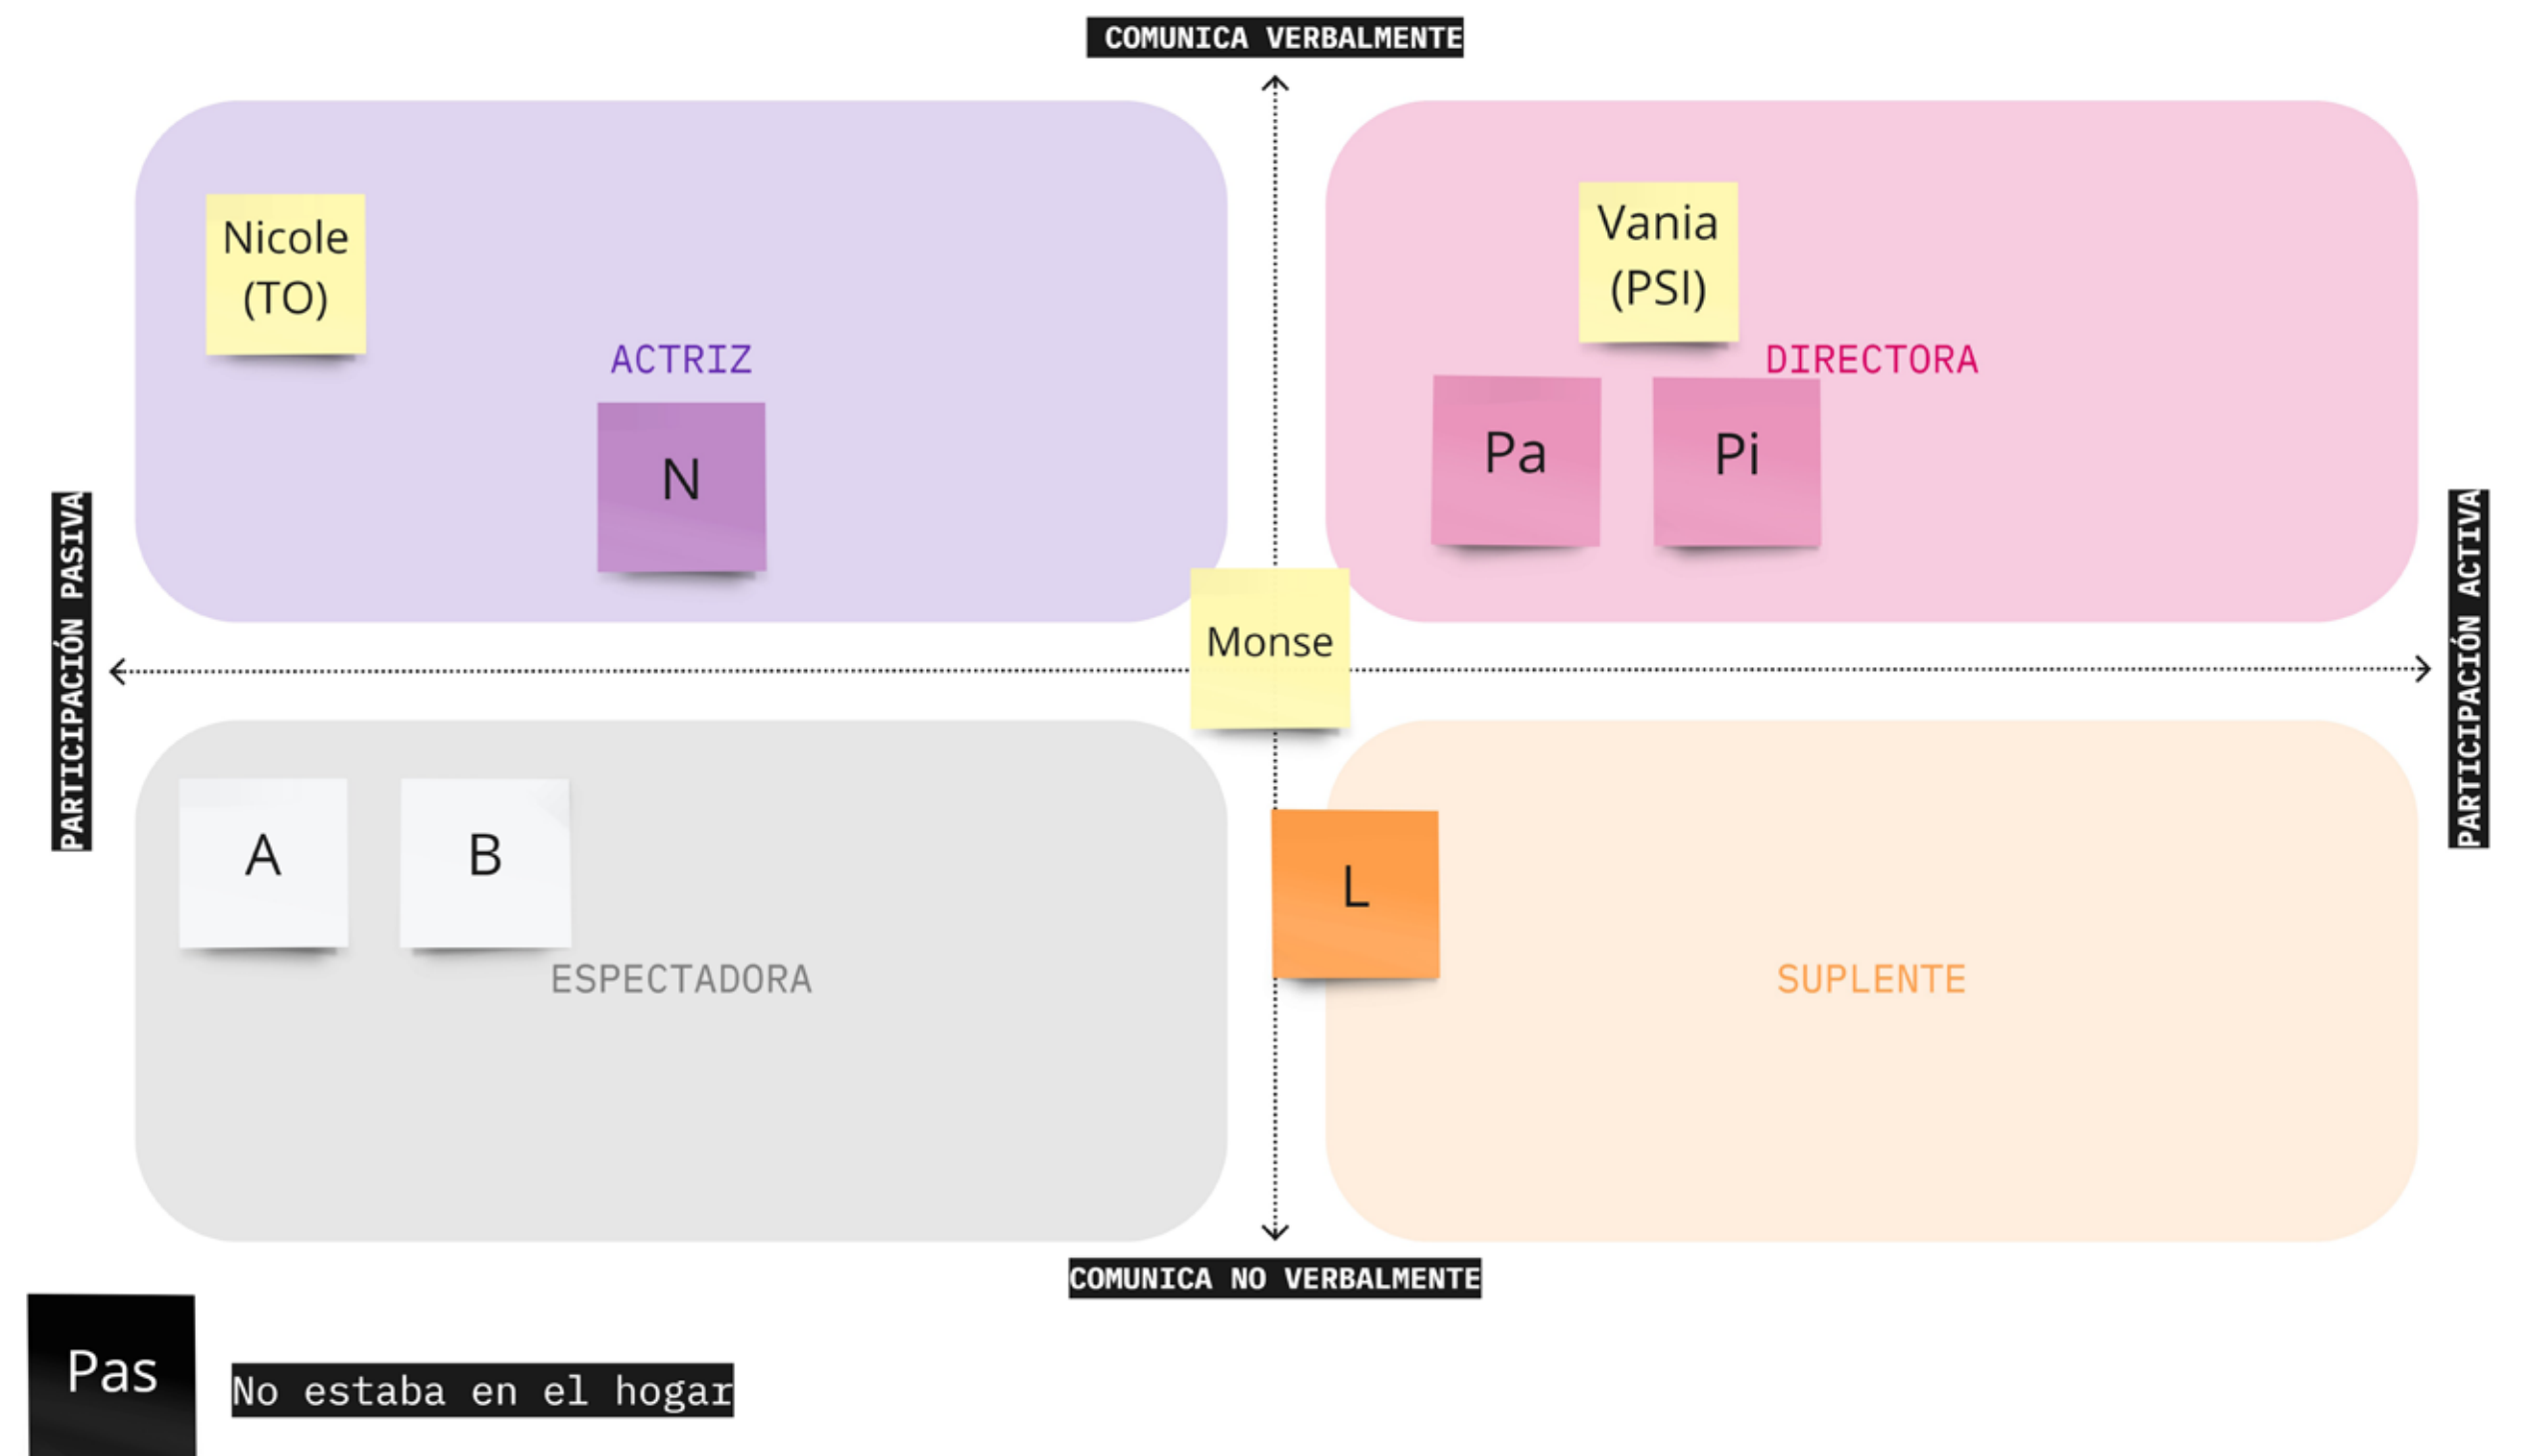 COMUNICA VERBALMENTE
Nicole
(TO)
ACTRIZ
N
Vania
(PSI)
DIRECTORA
Pa
Pi
PARTICIPACIÓN PASIVA
Monse
PARTICIPACIÓN ACTIVA
A
B
ESPECTADORA
L
SUPLENTE
COMUNICA NO VERBALMENTE
Pas
No estaba en el hogar